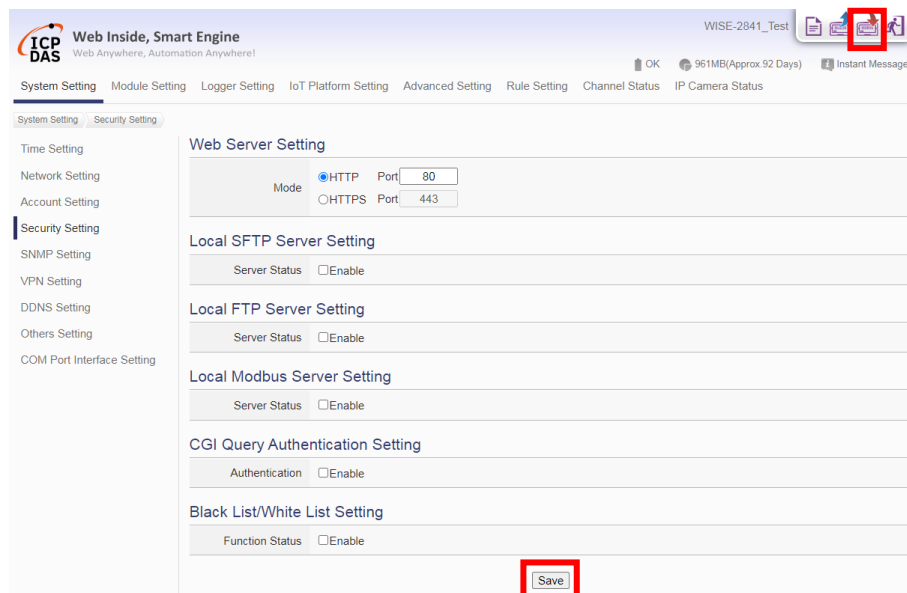 ICP DAS
Web Inside, Smart Engine
Web Anywhere, Automation Anywhere!
WISE-2841_Test
OK 961MB(Approx.92 Days) Instant Message
System Setting Module Setting Logger Setting IoT Platform Setting Advanced Setting Rule Setting Channel Status IP Camera Status
System Setting Security Setting
Time Setting
Network Setting
Account Setting
Security Setting
SNMP Setting
VPN Setting
DDNS Setting
Others Setting
COM Port Interface Setting
Web Server Setting
Mode
HTTP Port 80
HTTPS Port 443
Local SFTP Server Setting
Server Status Enable
Local FTP Server Setting
Server Status Enable
Local Modbus Server Setting
Server Status Enable
CGI Query Authentication Setting
Authentication Enable
Black List/White List Setting
Function Status Enable
Save